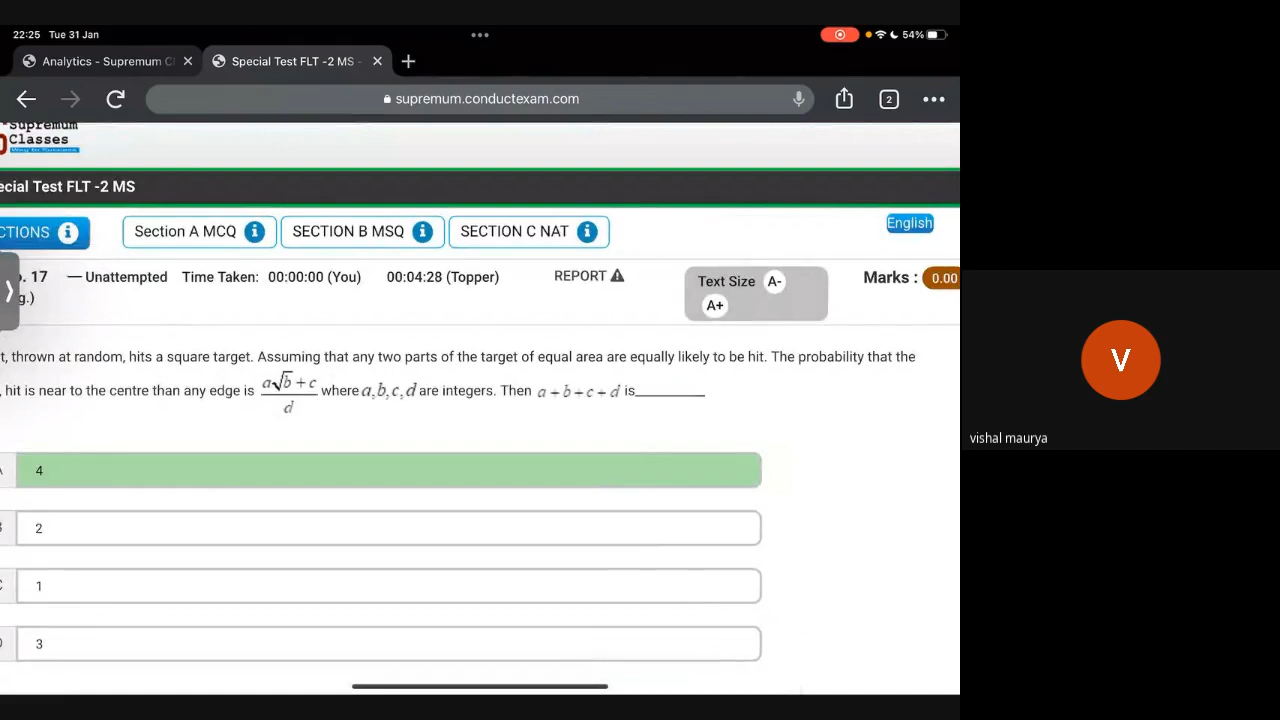 22:25 Tue 31 Jan
54%
Analytics - Supremum Cl
Special Test FLT -2 MS -
supremum.conductexam.com
2
Supremum
Classes
ecial Test FLT -2 MS
CTIONS
Section A MCQ
SECTION B MSQ
SECTION C NAT
English
. 17
— Unattempted Time Taken: 00:00:00 (You) 00:04:28 (Topper)
REPORT
Text Size A-
A+
Marks : 0.00
g.)
t, thrown at random, hits a square target. Assuming that any two parts of the target of equal area are equally likely to be hit. The probability that the
hit is near to the centre than any edge is (a√b + c)/d where a,b,c,d are integers. Then a + b + c + d is________
4
2
1
3
V
vishal maurya